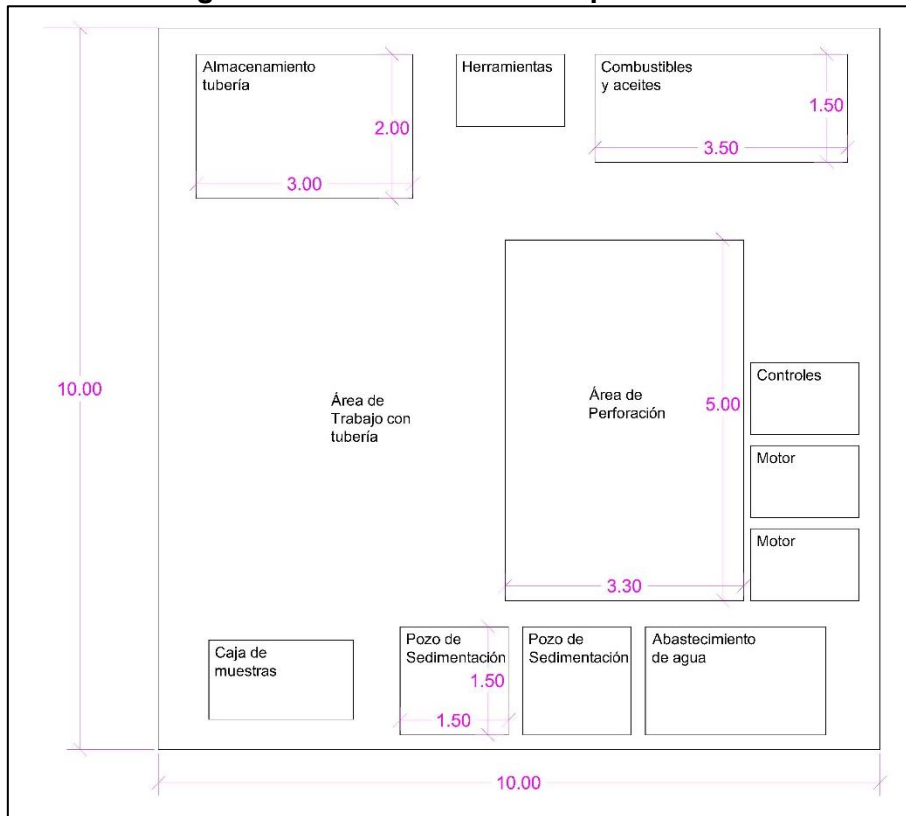 Almacenamiento
tubería
2.00
3.00
Herramientas
Combustibles
y aceites
1.50
3.50
10.00
Área de
Trabajo con
tubería
Área de
Perforación
5.00
3.30
Controles
Motor
Motor
Caja de
muestras
Pozo de
Sedimentación
1.50
1.50
Pozo de
Sedimentación
Abastecimiento
de agua
10.00